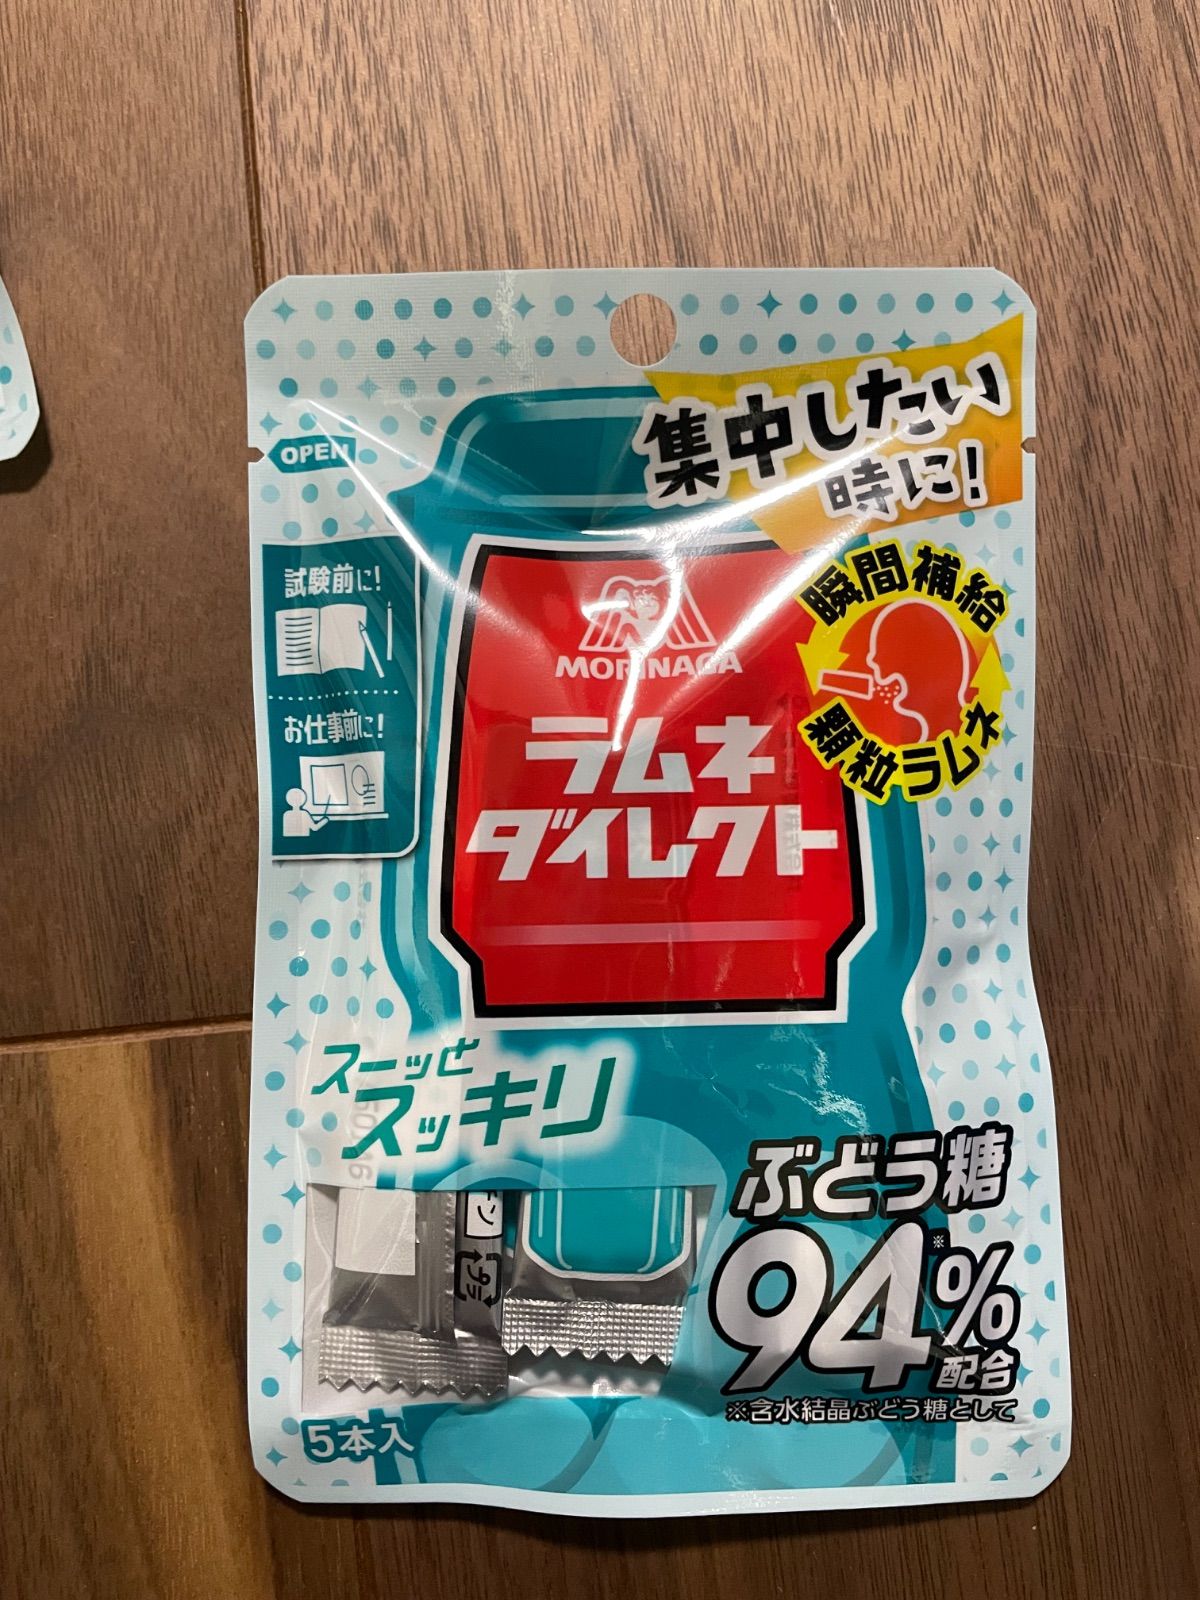 集中したい
時に!
OPEN
試験前に!
お仕事前に!
MORINAGA
ラムネ
ダイレクト
瞬間補給
顆粒ラムネ
スーッと
スッキリ
ぶどう糖
94%※
配合
※含水結晶ぶどう糖として
プラ
5本入